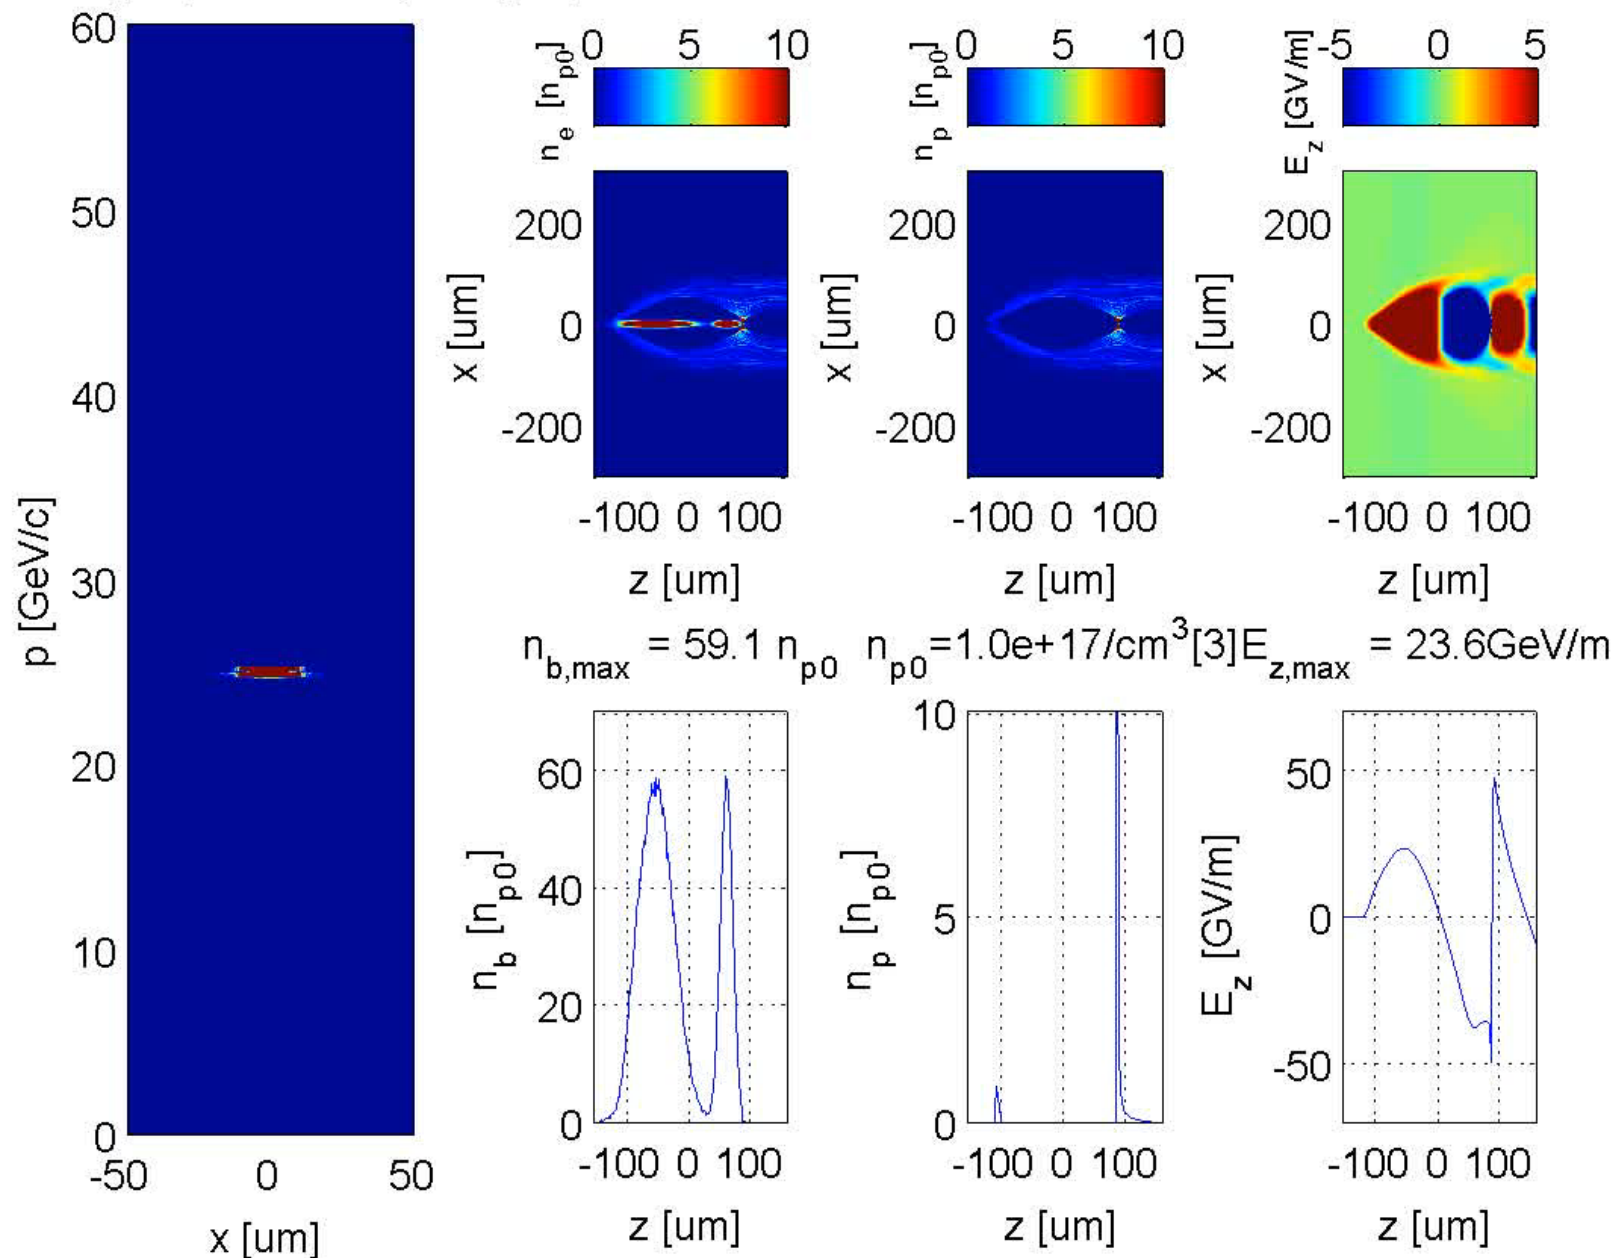 60
50
40
30
20
10
0
p [GeV/c]
-50 0 50
x [um]
0 5 10
n_e [n_p0]
200
0
-200
x [um]
-100 0 100
z [um]
0 5 10
n_p [n_p0]
200
0
-200
x [um]
-100 0 100
z [um]
-5 0 5
E_z [GV/m]
200
0
-200
x [um]
-100 0 100
z [um]
n_b,max = 59.1 n_p0 n_p0=1.0e+17/cm^3[3]E_z,max = 23.6GeV/m
60
40
20
0
n_b [n_p0]
-100 0 100
z [um]
10
5
0
n_p [n_p0]
-100 0 100
z [um]
50
0
-50
E_z [GV/m]
-100 0 100
z [um]